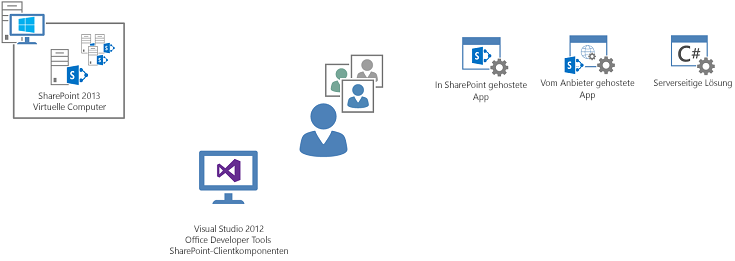 SharePoint 2013
Virtuelle Computer
In SharePoint gehostete
App
Vom Anbieter gehostete
App
C#
Serverseitige Lösung
Visual Studio 2012
Office Developer Tools
SharePoint-Clientkomponenten